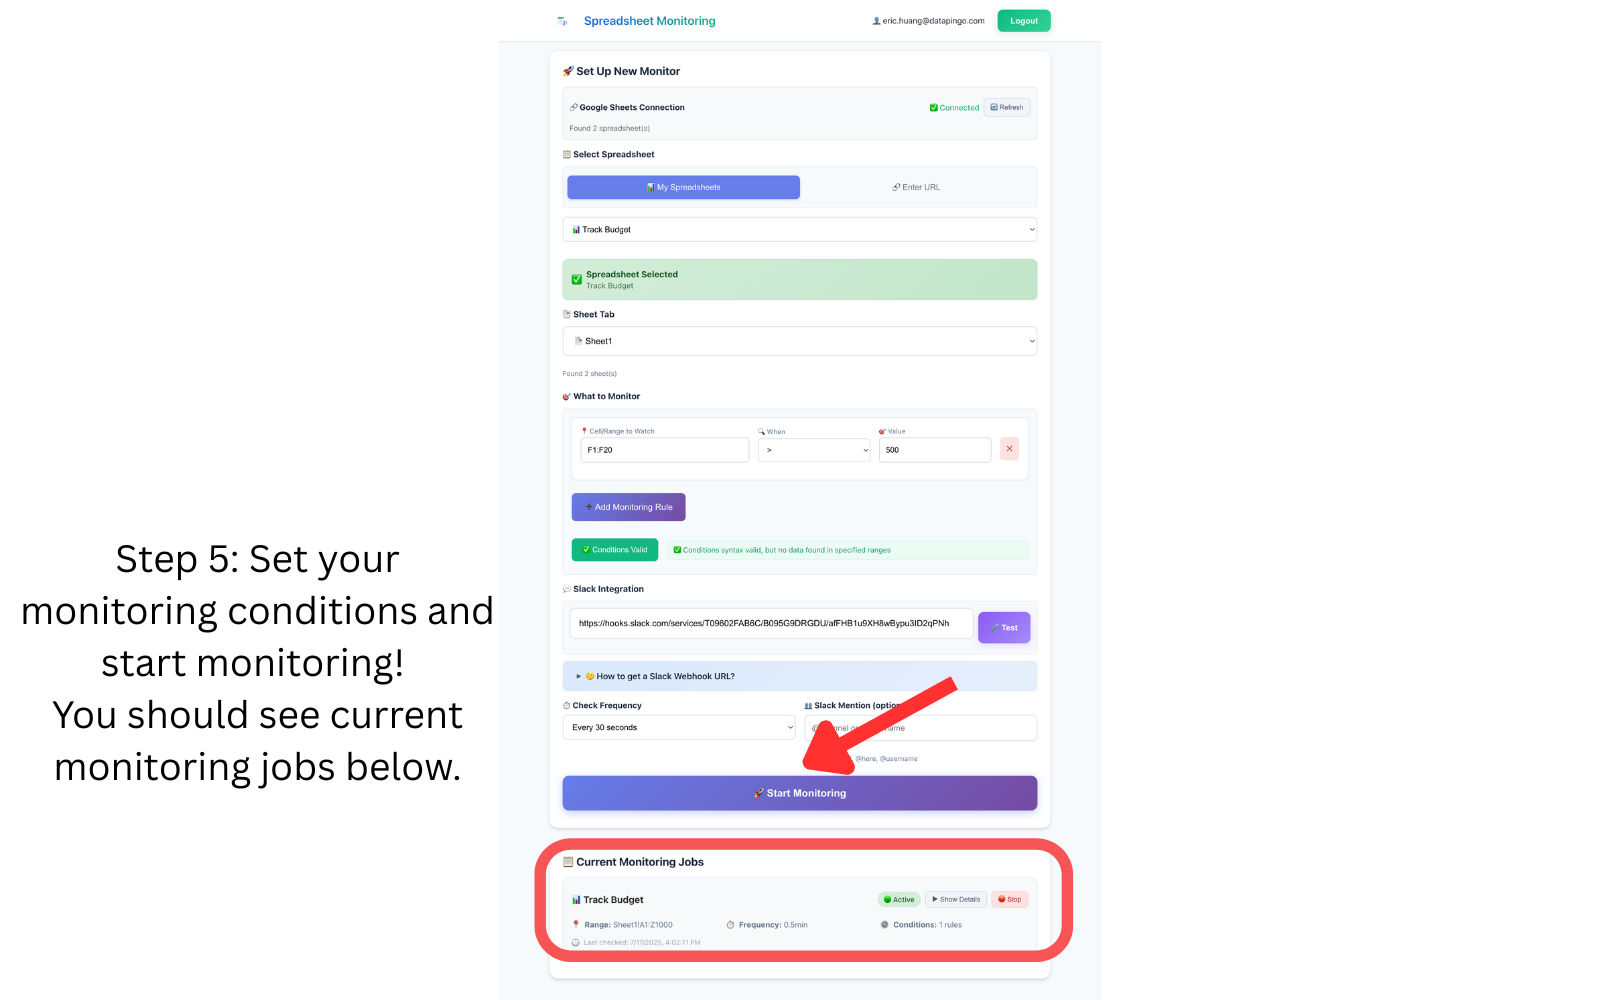 Spreadsheet Monitoring
eric.huang@datapingo.com
Logout
Set Up New Monitor
Google Sheets Connection
Connected
Refresh
Found 2 spreadsheet(s)
Select Spreadsheet
My Spreadsheets
Enter URL
Track Budget
Spreadsheet Selected
Track Budget
Sheet Tab
Sheet1
Found 2 sheet(s)
What to Monitor
Cell/Range to Watch
When
Value
F1:F20
>
500
Add Monitoring Rule
Conditions Valid
Conditions syntax valid, but no data found in specified ranges
Slack Integration
https://hooks.slack.com/services/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
Test
How to get a Slack Webhook URL?
Check Frequency
Slack Mention
Every 30 seconds
@here, @username
Start Monitoring
Current Monitoring Jobs
Track Budget
Active
Show Details
Stop
Range: Sheet1!A1:Z1000
Frequency: 0.5min
Conditions: 1 rules
Last checked: 7/17/2025, 4:02:11 PM
Step 5: Set your
monitoring conditions and
start monitoring!
You should see current
monitoring jobs below.